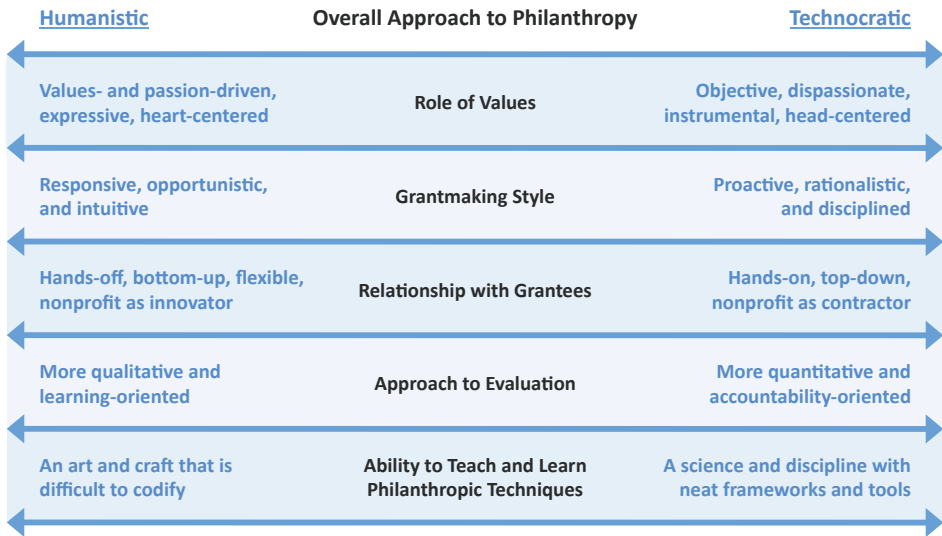 Humanistic
Overall Approach to Philanthropy
Technocratic
Values- and passion-driven,
expressive, heart-centered
Role of Values
Objective, dispassionate,
instrumental, head-centered
Responsive, opportunistic,
and intuitive
Grantmaking Style
Proactive, rationalistic,
and disciplined
Hands-off, bottom-up, flexible,
nonprofit as innovator
Relationship with Grantees
Hands-on, top-down,
nonprofit as contractor
More qualitative and
learning-oriented
Approach to Evaluation
More quantitative and
accountability-oriented
An art and craft that is
difficult to codify
Ability to Teach and Learn
Philanthropic Techniques
A science and discipline with
neat frameworks and tools